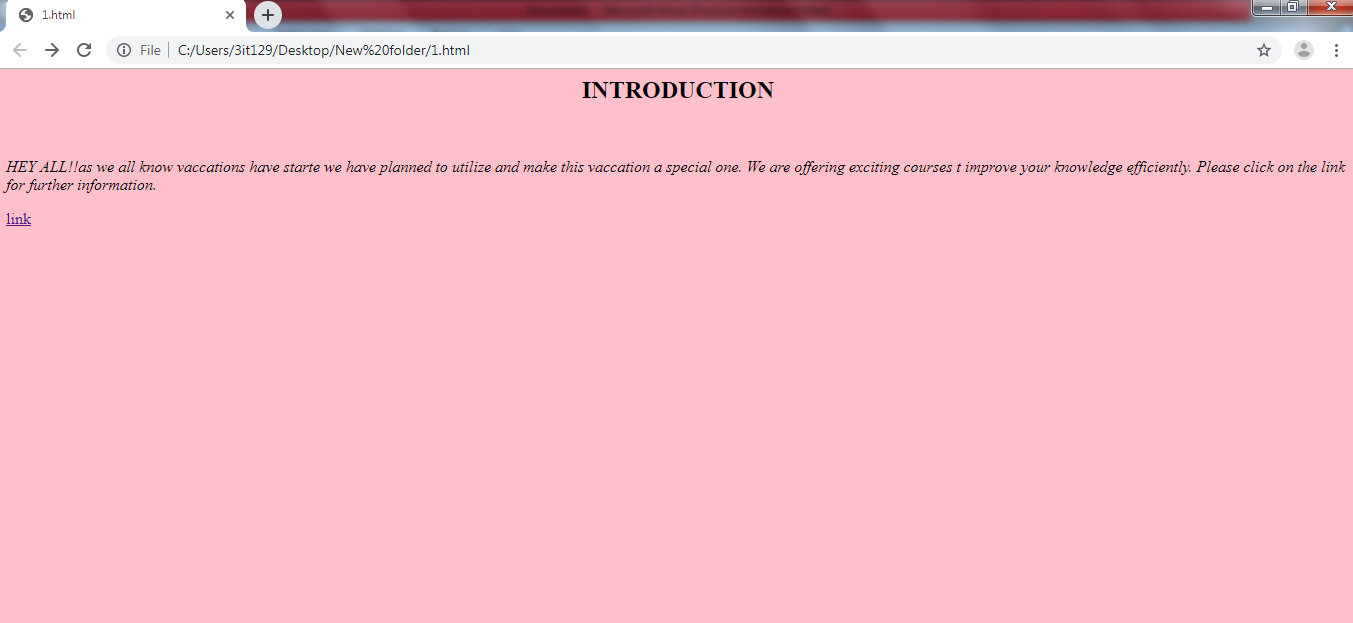 1.html
File
C:/Users/3it129/Desktop/New%20folder/1.html
INTRODUCTION
HEY ALL!!as we all know vaccations have starte we have planned to utilize and make this vaccation a special one. We are offering exciting courses t improve your knowledge efficiently. Please click on the link
for further information.
link